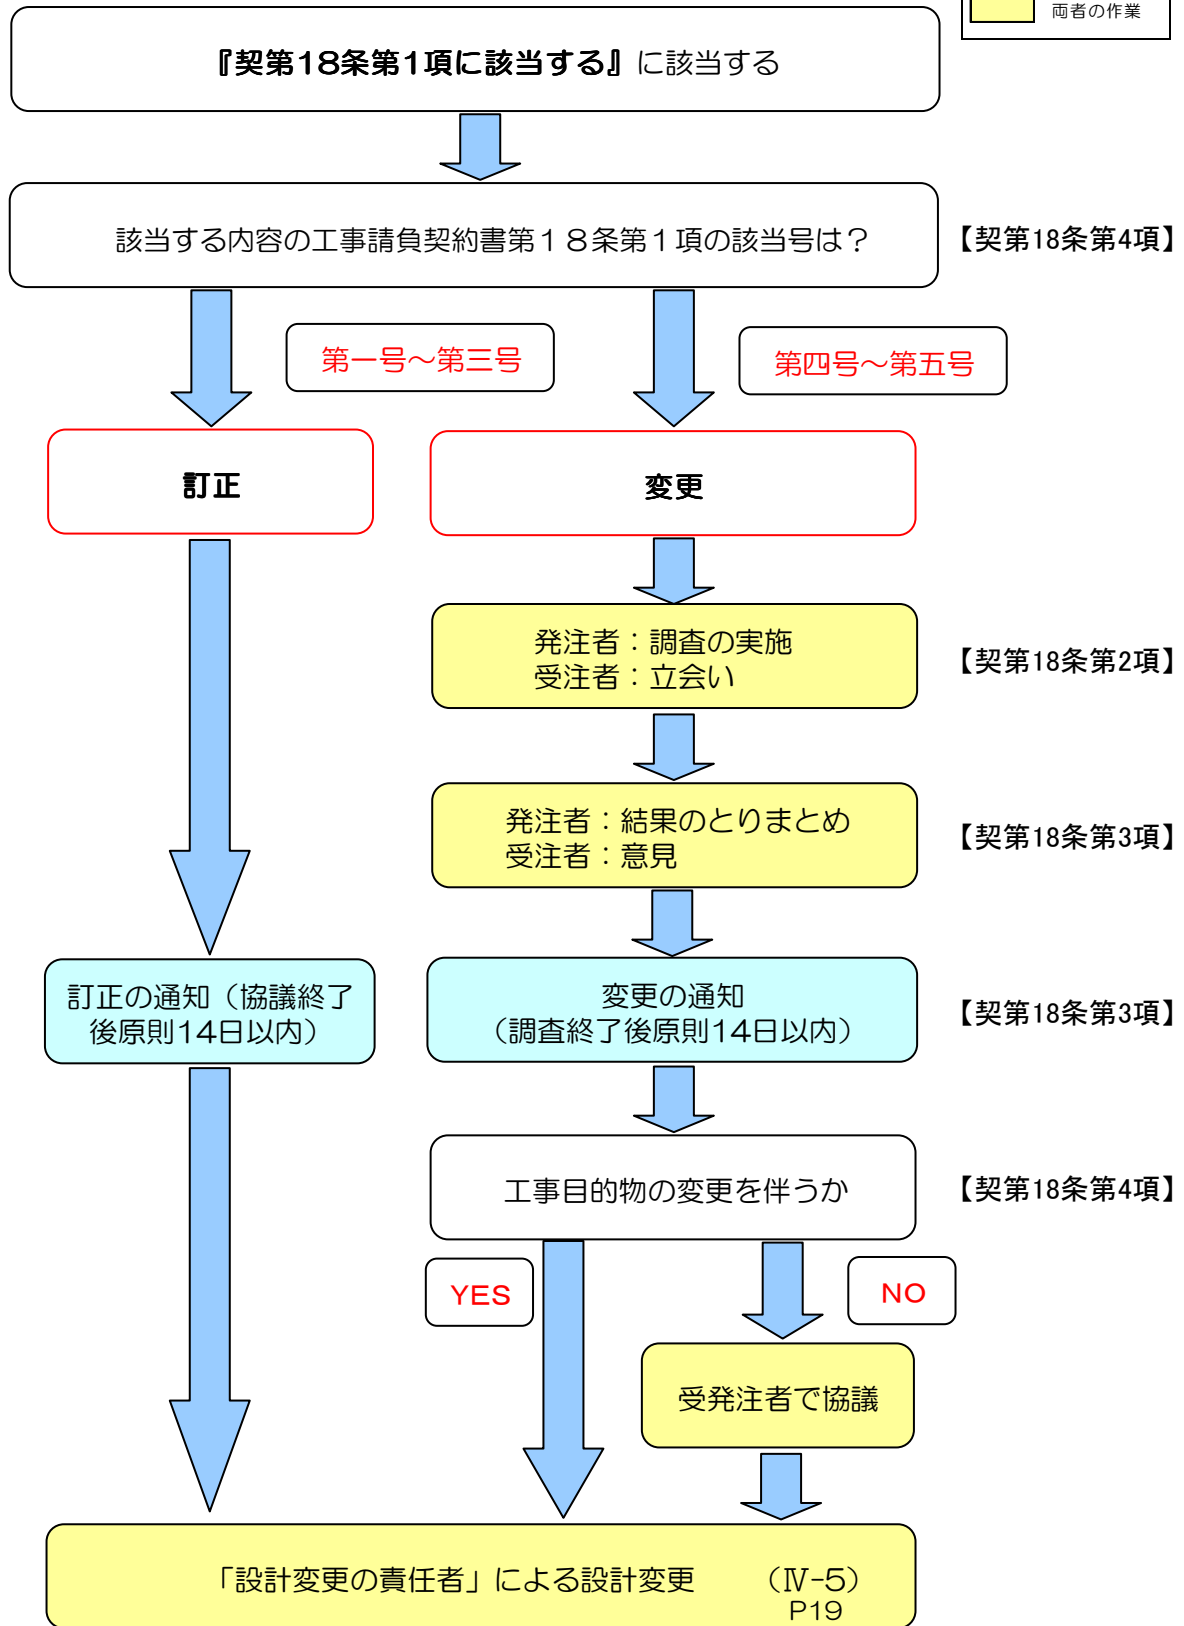 両者の作業
『契第18条第1項に該当する』に該当する
該当する内容の工事請負契約書第１８条第１項の該当号は？
【契第18条第4項】
第一号～第三号
第四号～第五号
訂正
変更
発注者：調査の実施
受注者：立会い
【契第18条第2項】
発注者：結果のとりまとめ
受注者：意見
【契第18条第3項】
訂正の通知（協議終了
後原則14日以内）
変更の通知
（調査終了後原則14日以内）
【契第18条第3項】
工事目的物の変更を伴うか
【契第18条第4項】
YES
NO
受発注者で協議
「設計変更の責任者」による設計変更　（Ⅳ-5）
P19